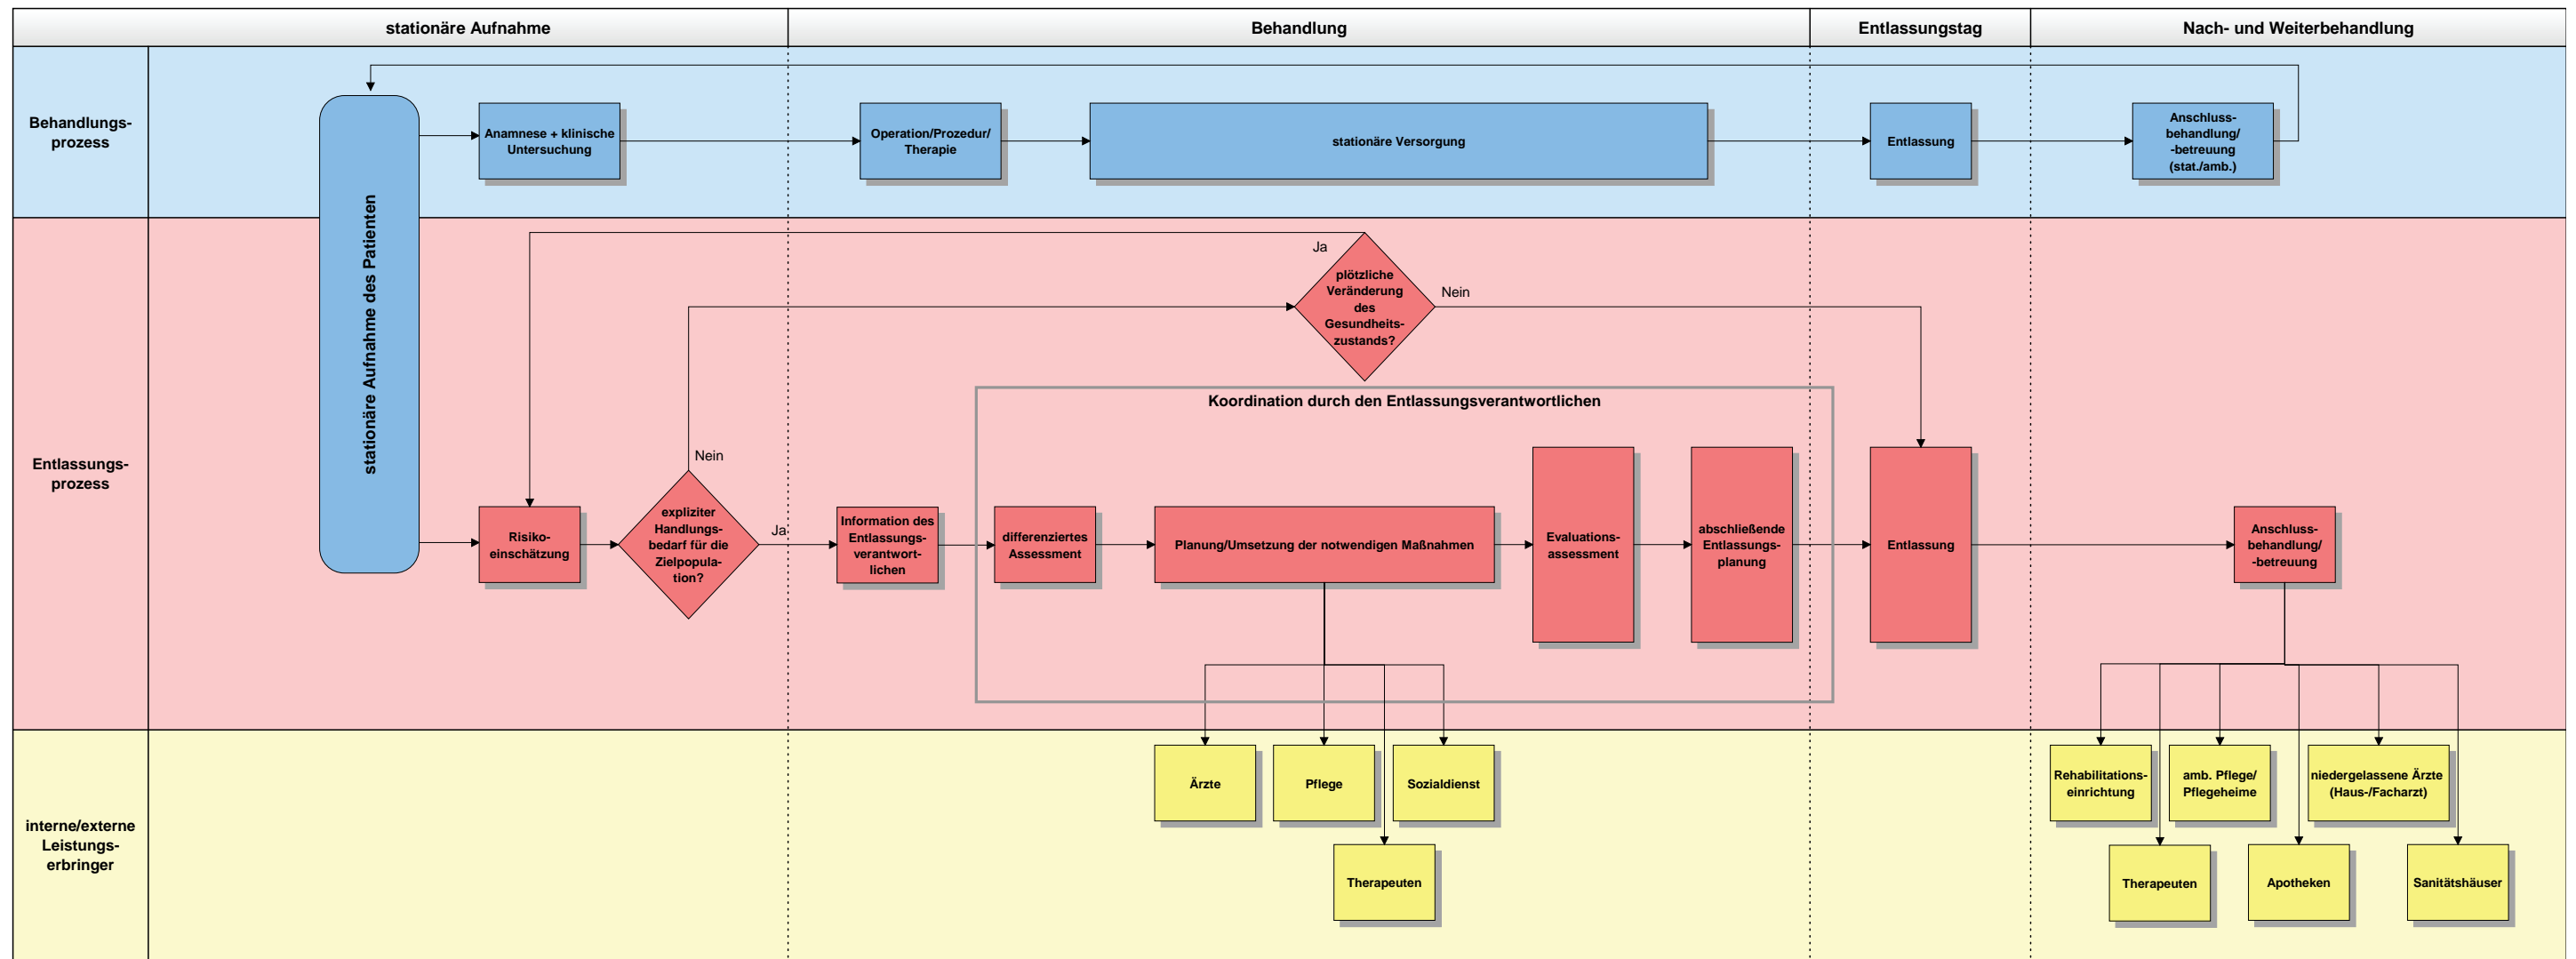 stationäre Aufnahme
Behandlung
Entlassungstag
Nach- und Weiterbehandlung
Behandlungs-
prozess
stationäre Aufnahme des Patienten
Anamnese + klinische
Untersuchung
Operation/Prozedur/
Therapie
stationäre Versorgung
Entlassung
Anschluss-
behandlung/
-betreuung
(stat./amb.)
Entlassungs-
prozess
Ja
plötzliche
Veränderung
des
Gesundheits-
zustands?
Nein
Koordination durch den Entlassungsverantwortlichen
Nein
Risiko-
einschätzung
expliziter
Handlungs-
bedarf für die
Zielpopula-
tion?
Ja
Information des
Entlassungs-
verantwort-
lichen
differenziertes
Assessment
Planung/Umsetzung der notwendigen Maßnahmen
Evaluations-
assessment
abschließende
Entlassungs-
planung
Entlassung
Anschluss-
behandlung/
-betreuung
interne/externe
Leistungs-
erbringer
Ärzte
Pflege
Sozialdienst
Therapeuten
Rehabilitations-
einrichtung
amb. Pflege/
Pflegeheime
niedergelassene Ärzte
(Haus-/Facharzt)
Therapeuten
Apotheken
Sanitätshäuser